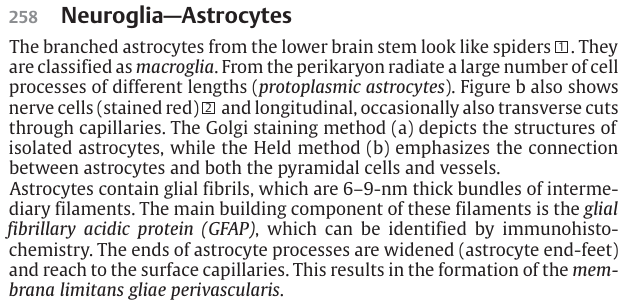 258 Neuroglia—Astrocytes
The branched astrocytes from the lower brain stem look like spiders 1. They
are classified as macroglia. From the perikaryon radiate a large number of cell
processes of different lengths (protoplasmic astrocytes). Figure b also shows
nerve cells (stained red) 2 and longitudinal, occasionally also transverse cuts
through capillaries. The Golgi staining method (a) depicts the structures of
isolated astrocytes, while the Held method (b) emphasizes the connection
between astrocytes and both the pyramidal cells and vessels.
Astrocytes contain glial fibrils, which are 6–9-nm thick bundles of interme-
diary filaments. The main building component of these filaments is the glial
fibrillary acidic protein (GFAP), which can be identified by immunohisto-
chemistry. The ends of astrocyte processes are widened (astrocyte end-feet)
and reach to the surface capillaries. This results in the formation of the mem-
brana limitans gliae perivascularis.